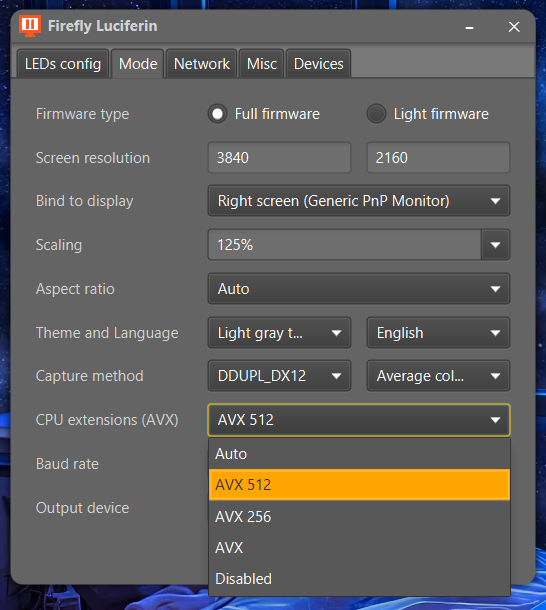 Firefly Luciferin
LEDs config Mode Network Misc Devices
Firmware type Full firmware Light firmware
Screen resolution 3840 2160
Bind to display Right screen (Generic PnP Monitor)
Scaling 125%
Aspect ratio Auto
Theme and Language Light gray t... English
Capture method DDUPL_DX12 Average col...
CPU extensions (AVX) AVX 512
Auto
Baud rate
AVX 512
Output device
AVX 256
AVX
Disabled